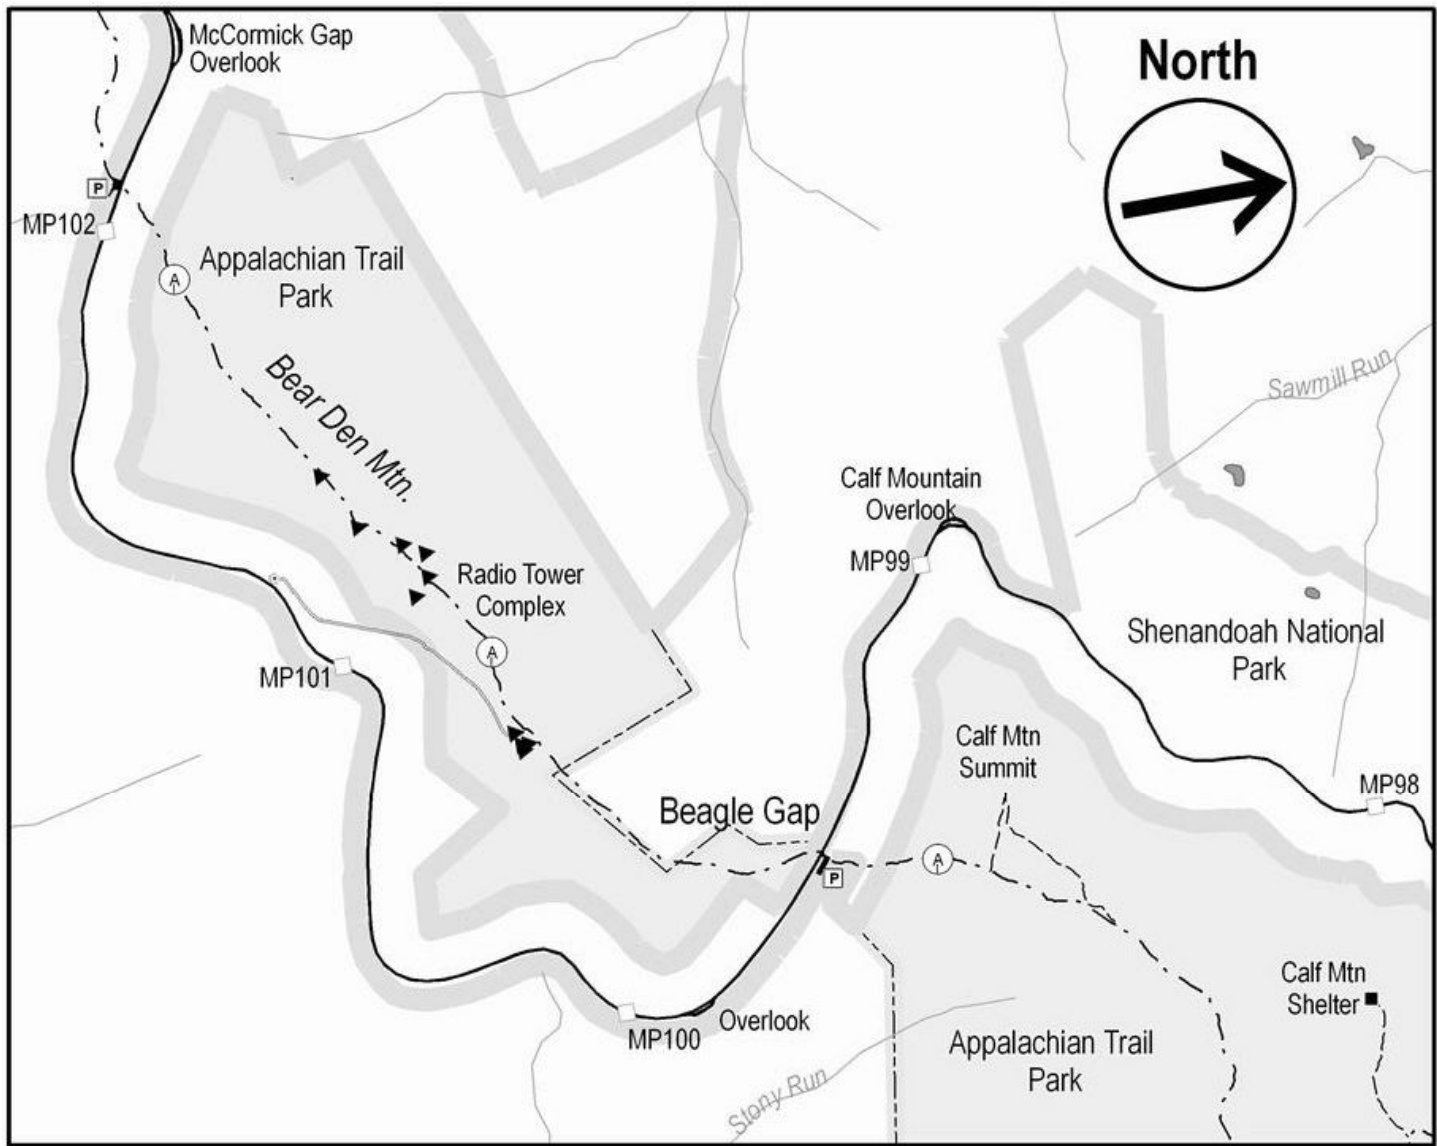 McCormick Gap
Overlook
North
P
MP102
Appalachian Trail
Park
A
Bear Den Mtn.
Sawmill Run
Calf Mountain
Overlook
MP99
Radio Tower
Complex
A
MP101
Shenandoah National
Park
Calf Mtn
Summit
MP98
Beagle Gap
A
P
Calf Mtn
Shelter
Overlook
MP100
Appalachian Trail
Park
Stony Run